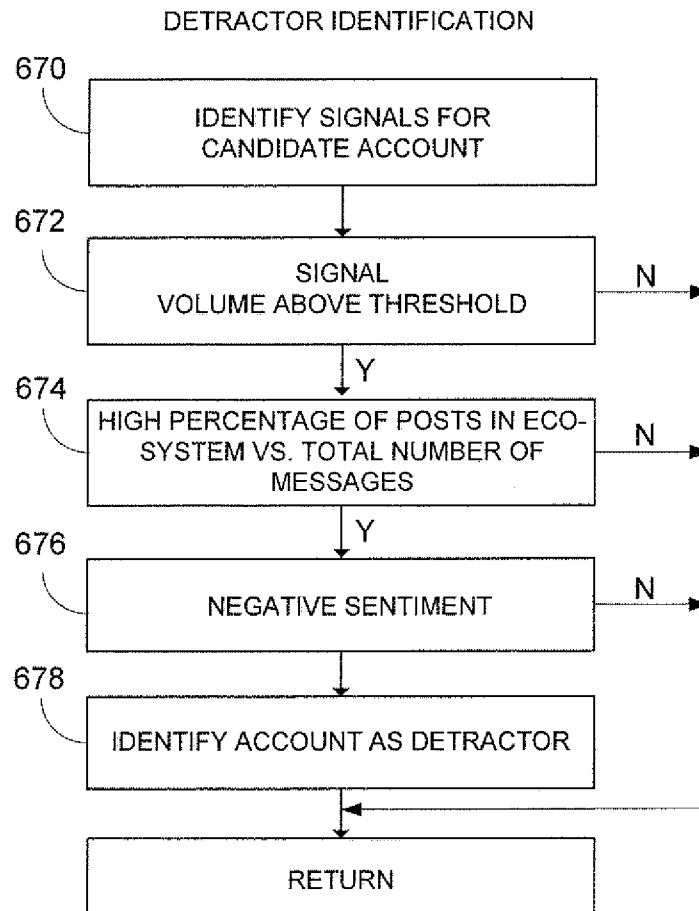 DETRACTOR IDENTIFICATION
670
IDENTIFY SIGNALS FOR
CANDIDATE ACCOUNT
672
SIGNAL
VOLUME ABOVE THRESHOLD
N
Y
674
HIGH PERCENTAGE OF POSTS IN ECO-
SYSTEM VS. TOTAL NUMBER OF
MESSAGES
N
Y
676
NEGATIVE SENTIMENT
N
678
IDENTIFY ACCOUNT AS DETRACTOR
RETURN